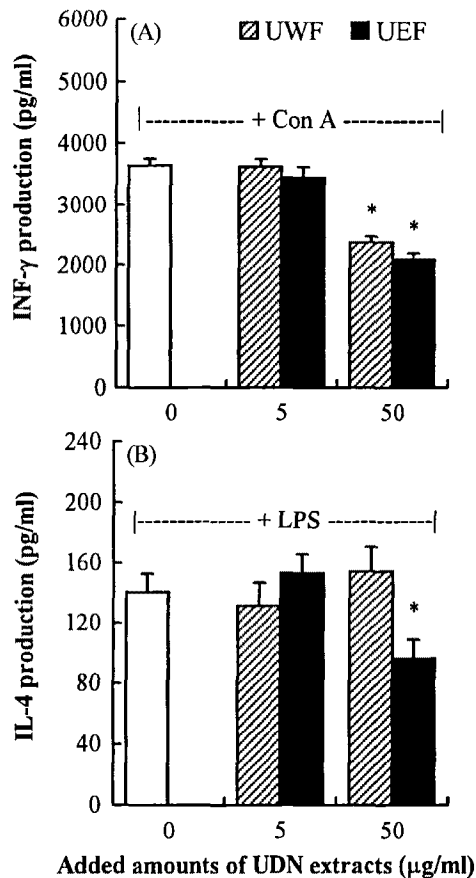 (A)
UWF UEF
+ Con A
INF-γ production (pg/ml)
6000
5000
4000
3000
2000
1000
0
* *
0 5 50
(B)
+ LPS
IL-4 production (pg/ml)
240
200
160
120
80
40
0
*
0 5 50
Added amounts of UDN extracts (μg/ml)